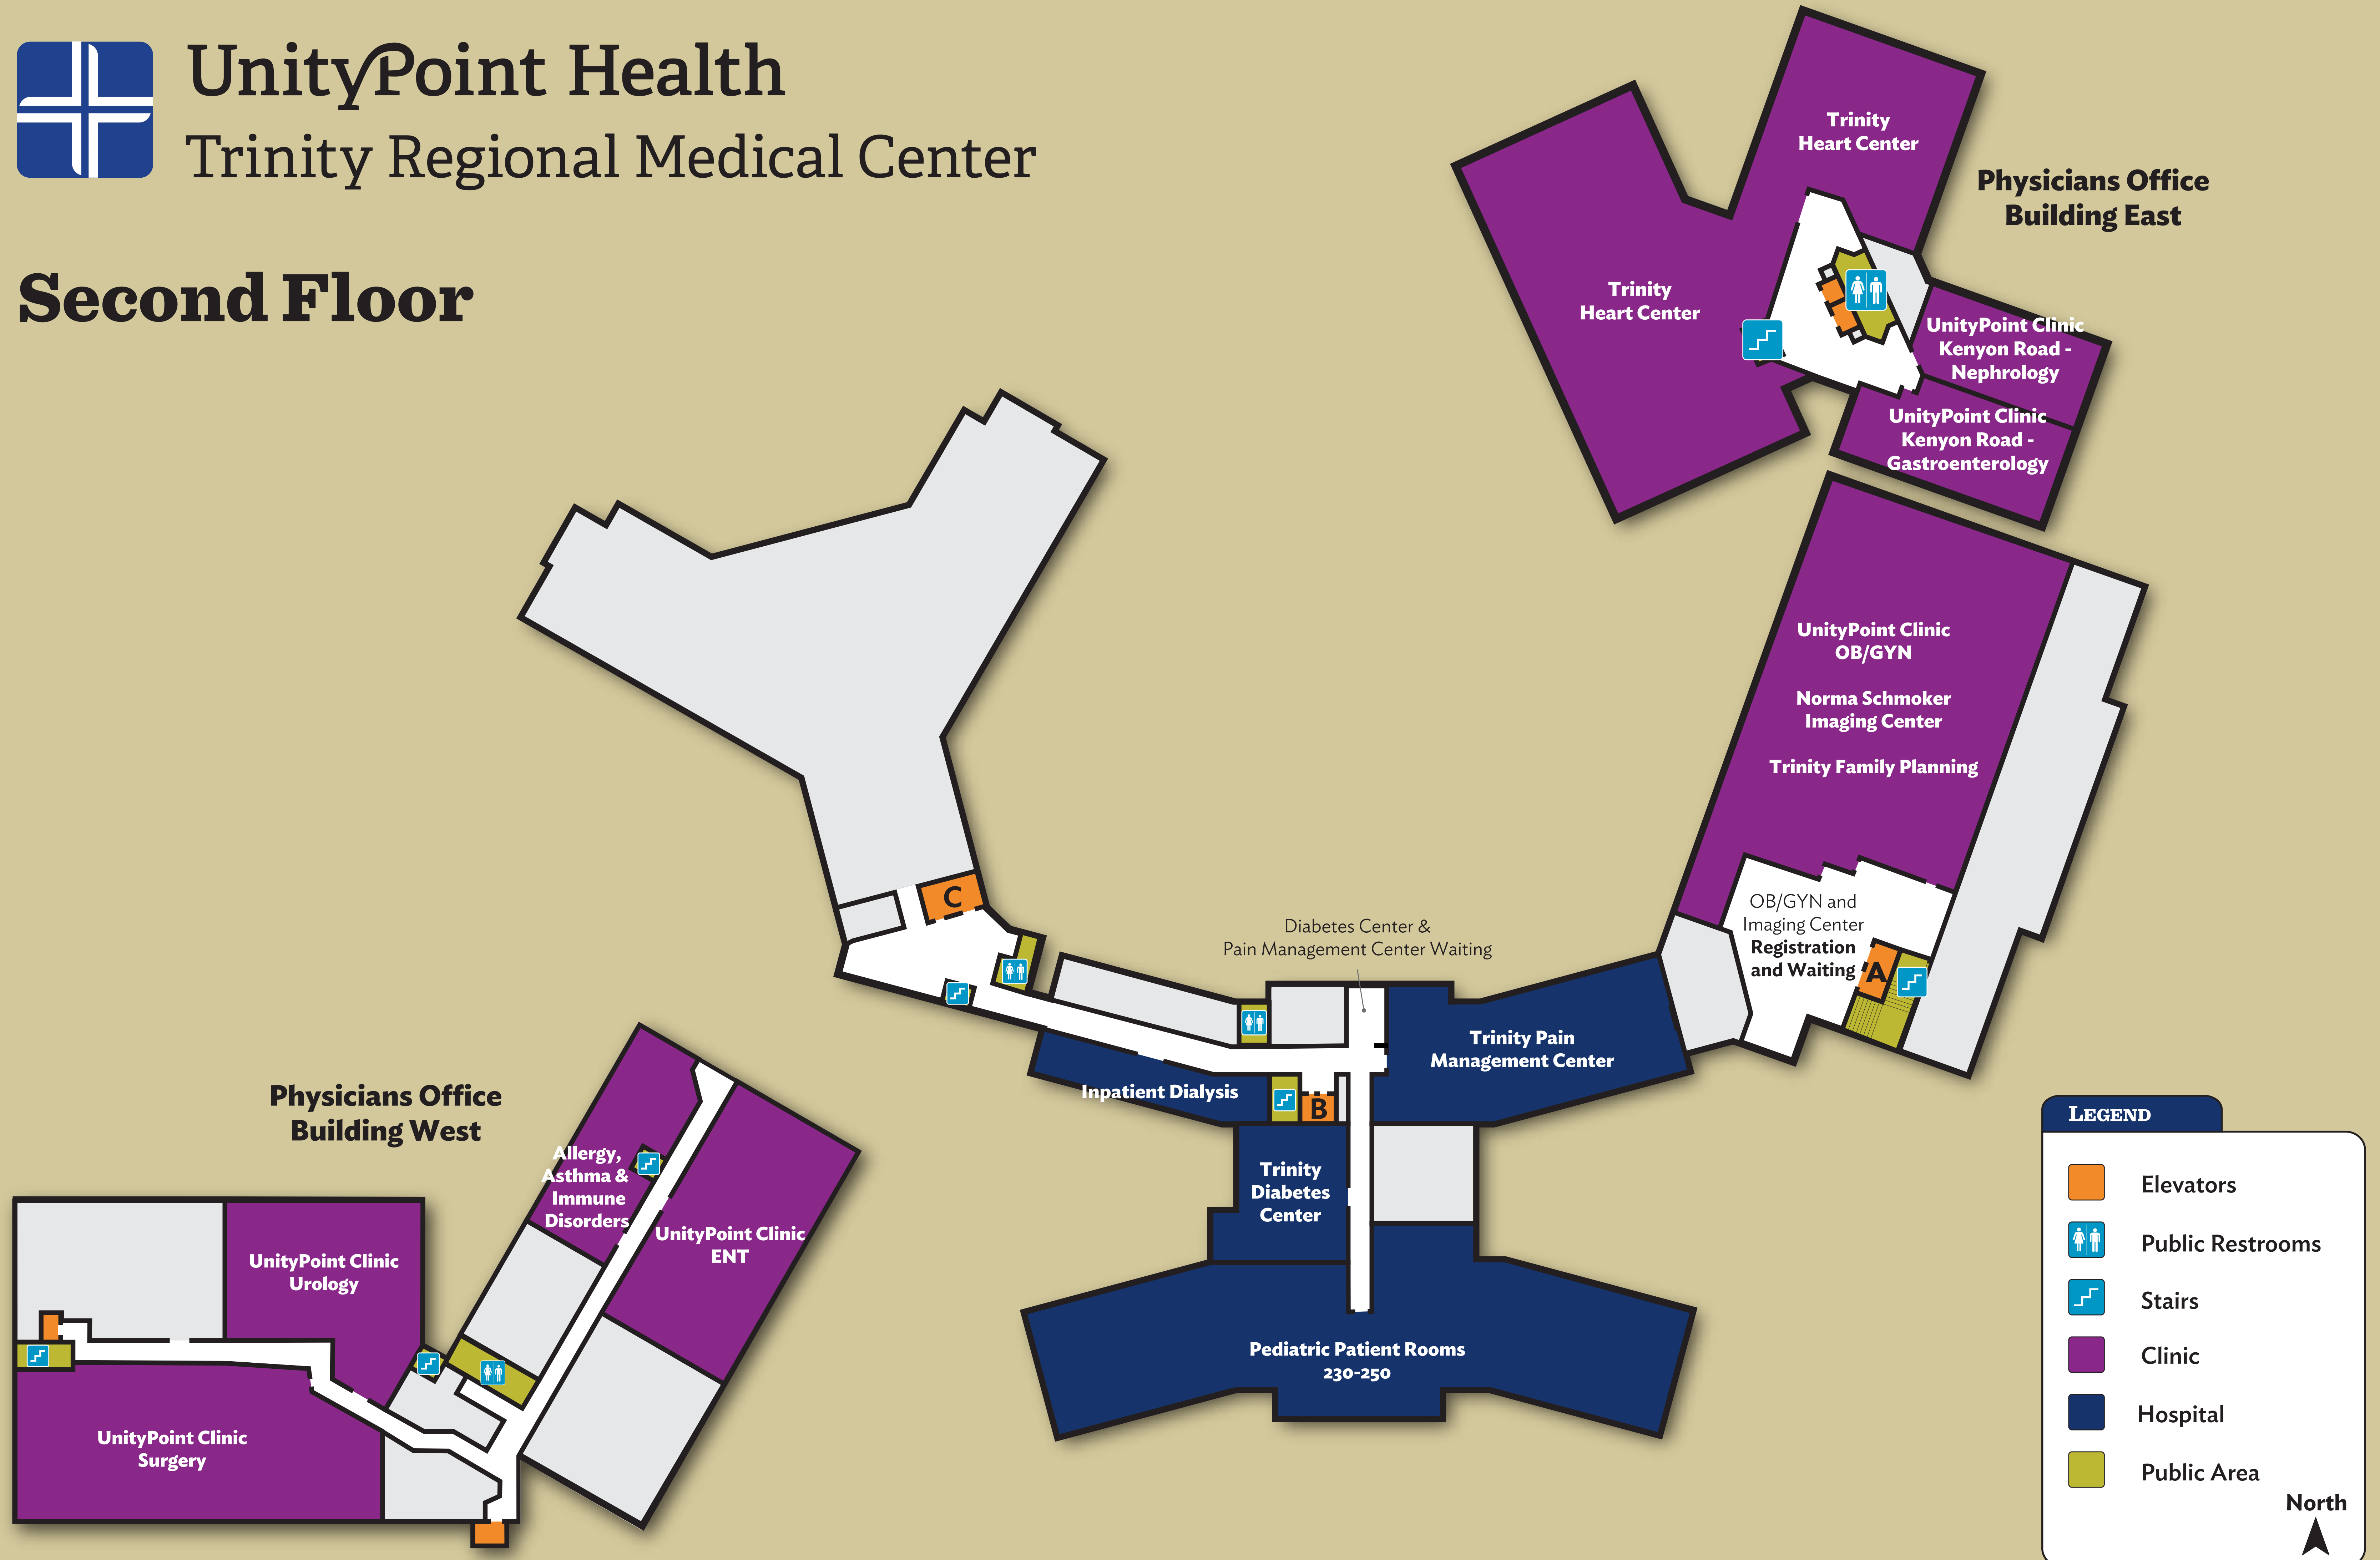 UnityPoint Health
Trinity Regional Medical Center
Second Floor
Trinity
Heart Center
Physicians Office
Building East
Trinity
Heart Center
UnityPoint Clinic
Kenyon Road -
Nephrology
UnityPoint Clinic
Kenyon Road -
Gastroenterology
UnityPoint Clinic
OB/GYN
Norma Schmoker
Imaging Center
Trinity Family Planning
OB/GYN and
Imaging Center
Registration
and Waiting
A
C
Diabetes Center &
Pain Management Center Waiting
Trinity Pain
Management Center
Inpatient Dialysis
B
Trinity
Diabetes
Center
Pediatric Patient Rooms
230-250
Physicians Office
Building West
Allergy,
Asthma &
Immune
Disorders
UnityPoint Clinic
ENT
UnityPoint Clinic
Urology
UnityPoint Clinic
Surgery
LEGEND
Elevators
Public Restrooms
Stairs
Clinic
Hospital
Public Area
North